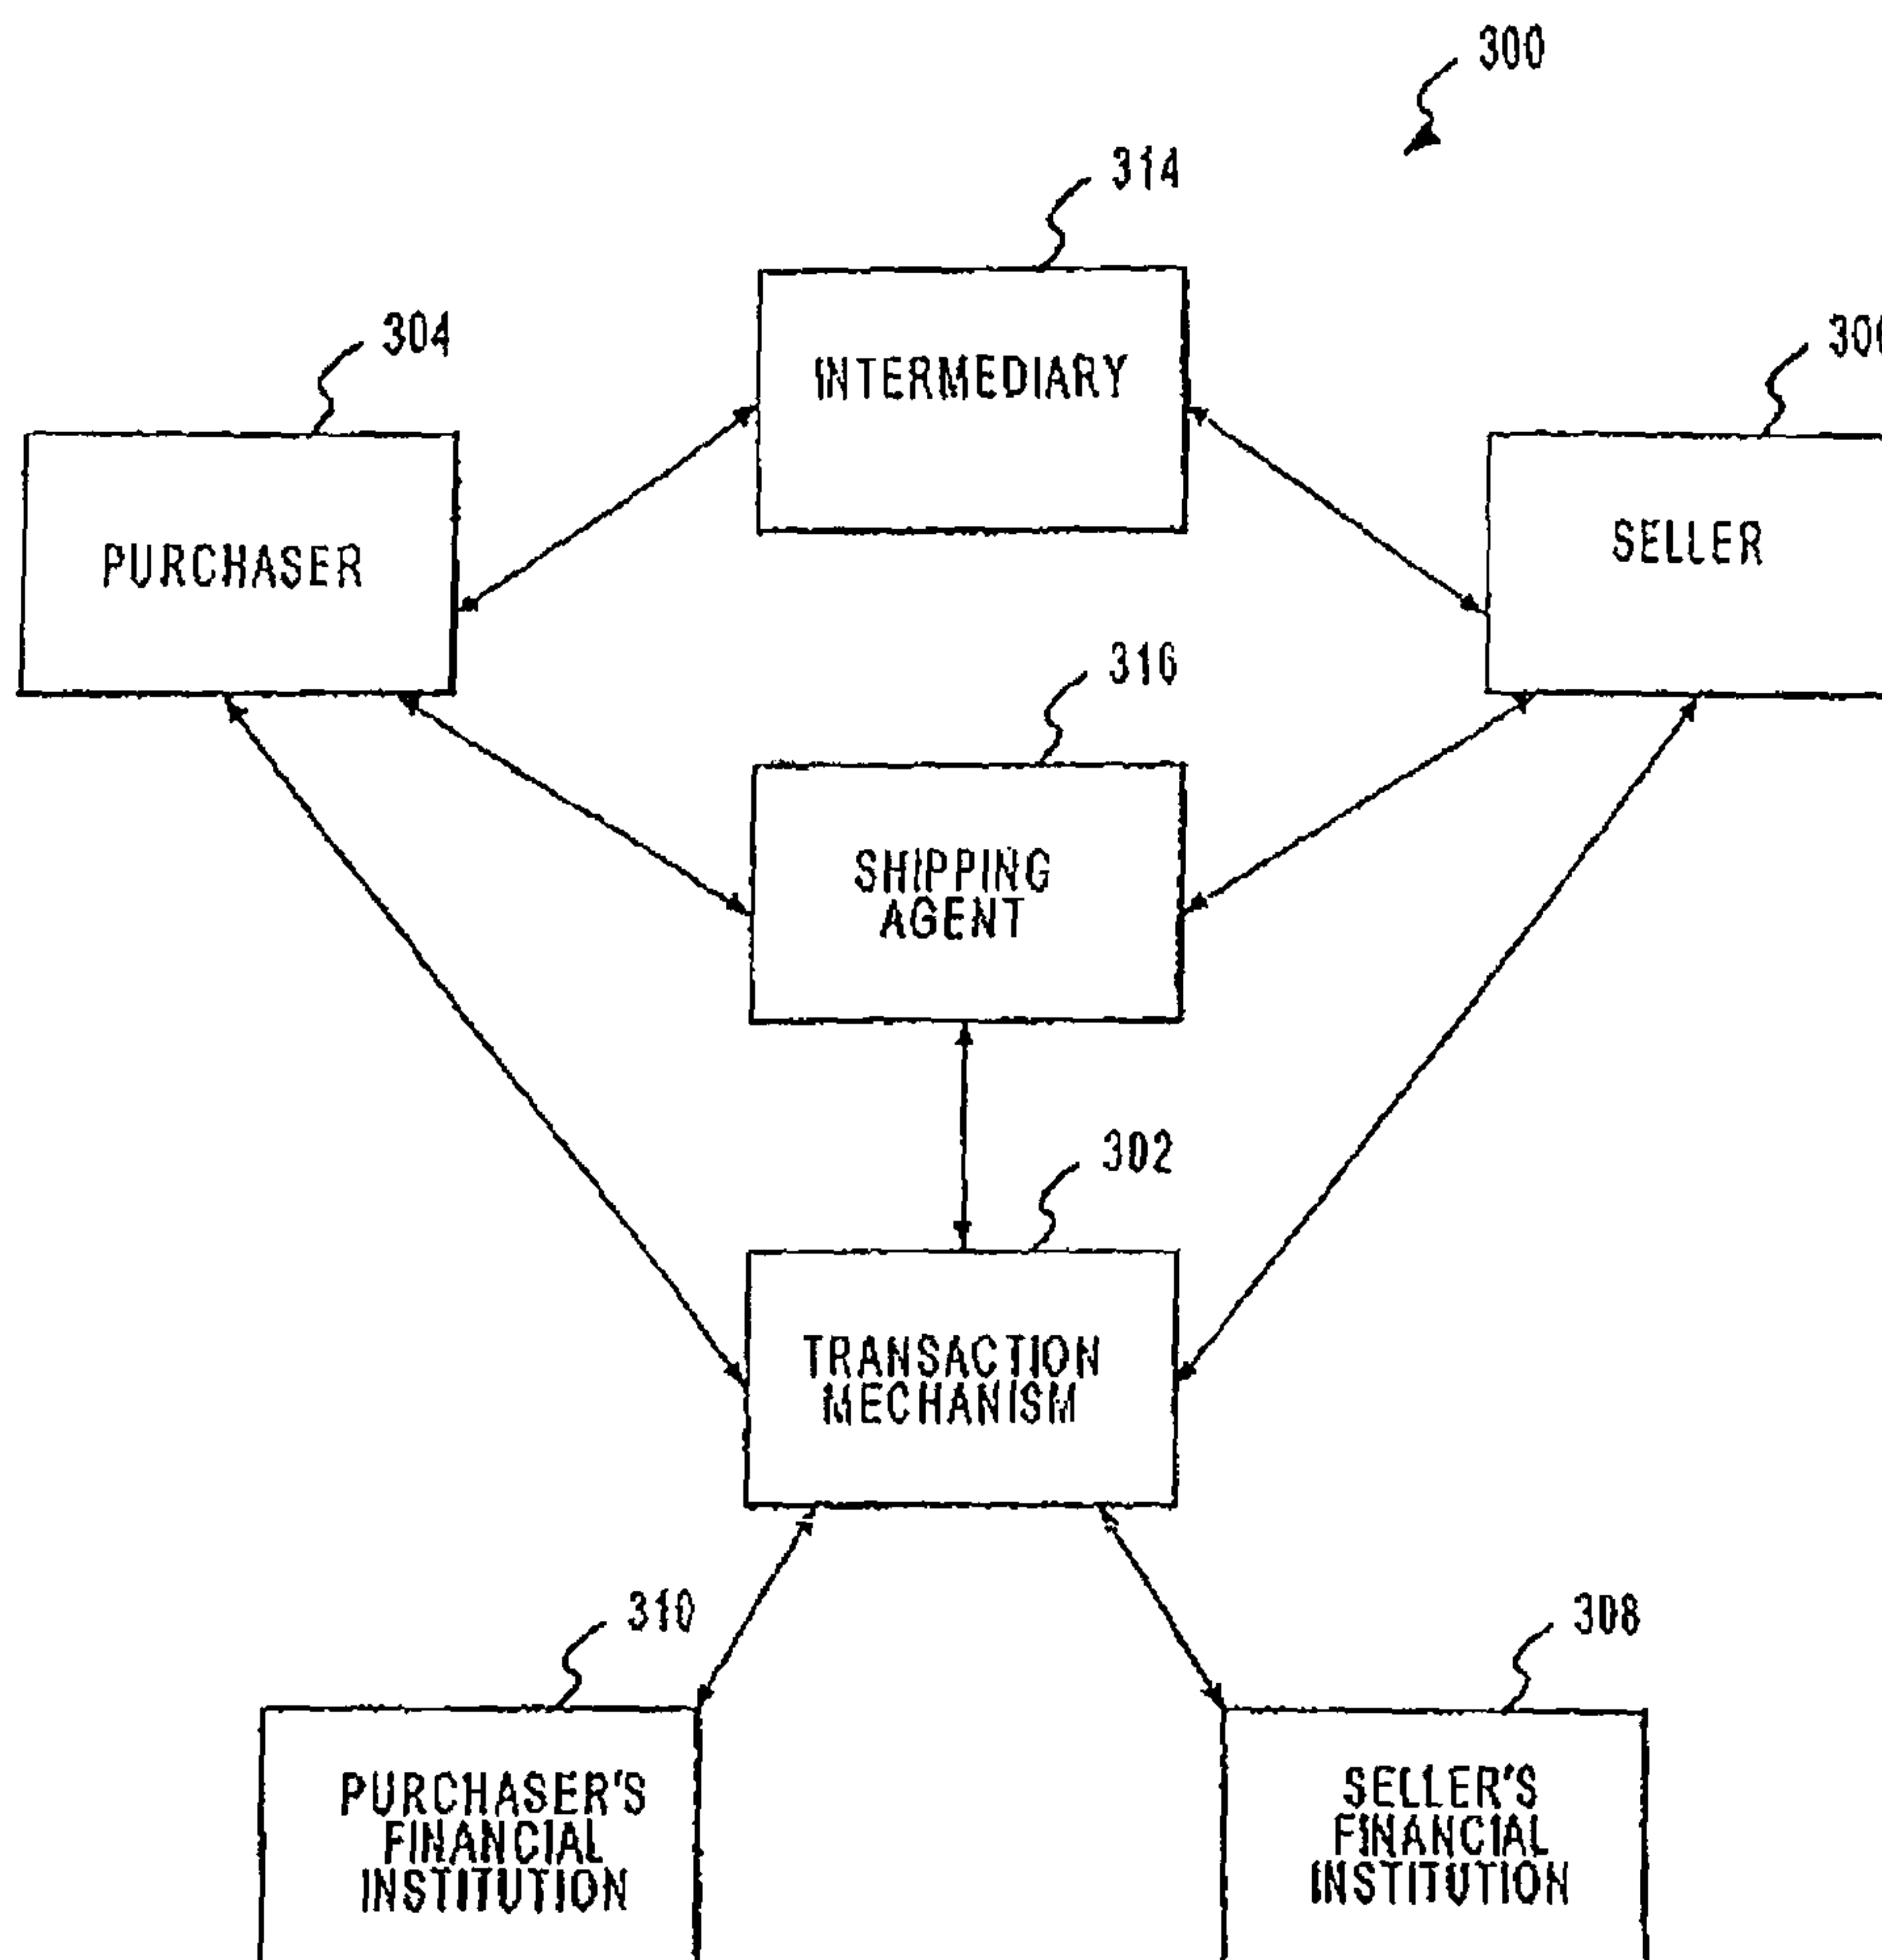 300
314
INTERMEDIARY
304
PURCHASER
SELLER
316
SHIPPING
AGENT
302
TRANSACTION
MECHANISM
310
PURCHASER'S
FINANCIAL
INSTITUTION
308
SELLER'S
FINANCIAL
INSTITUTION